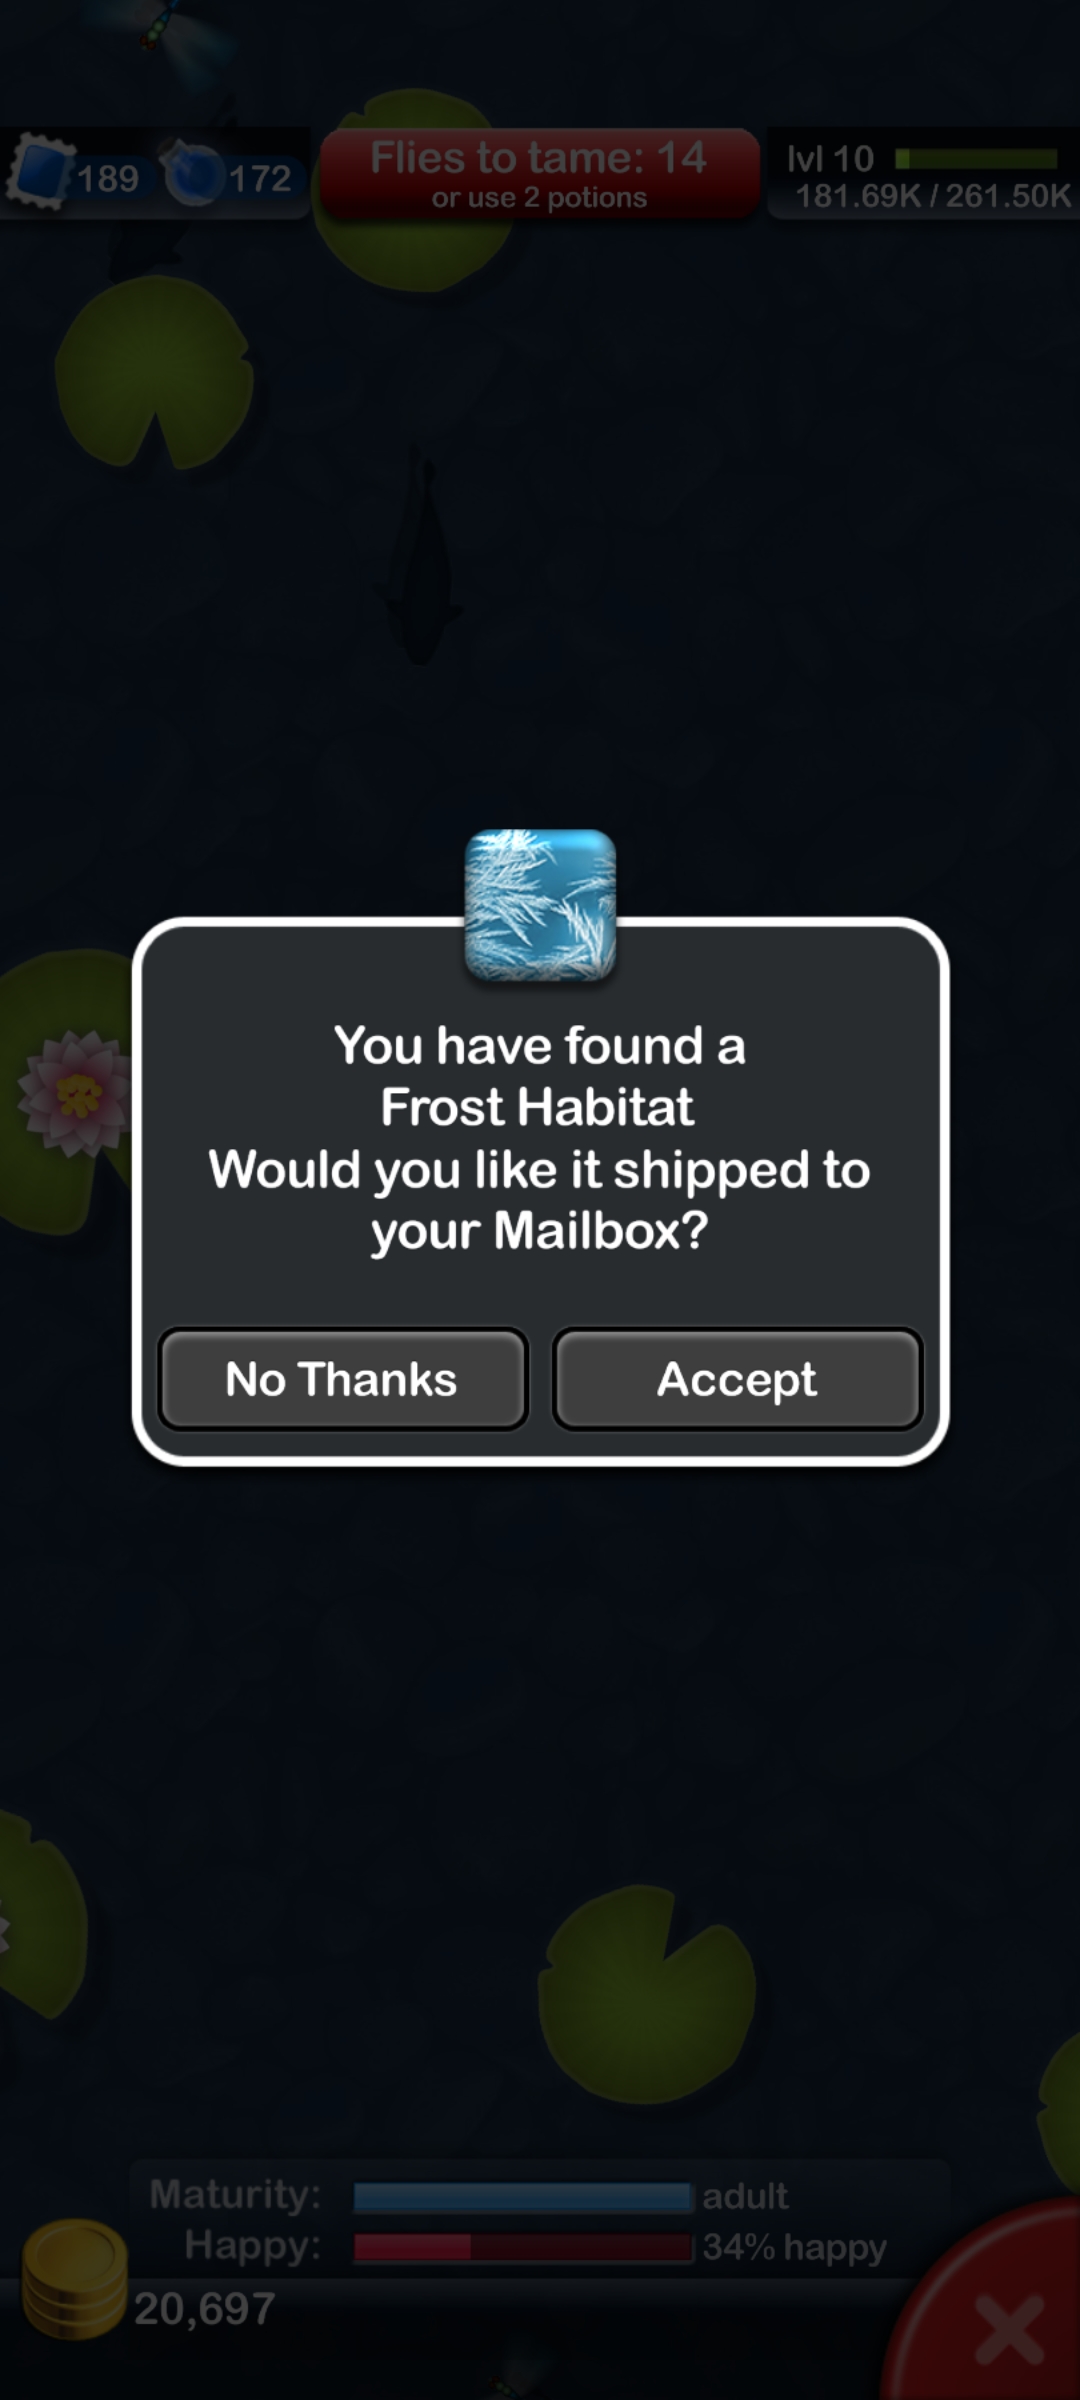 189
172
Flies to tame: 14
or use 2 potions
lvl 10
181.69K / 261.50K
You have found a
Frost Habitat
Would you like it shipped to
your Mailbox?
No Thanks
Accept
Maturity: adult
Happy: 34% happy
20,697